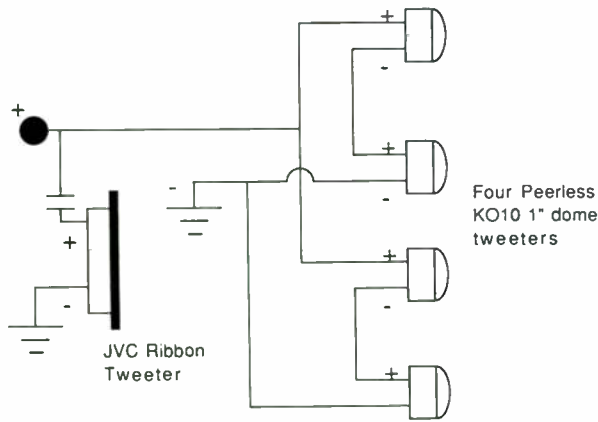 +
-
+
-
+
+
-
+
-
+
-
+
-
Four Peerless
KO10 1" dome
tweeters
JVC Ribbon
Tweeter